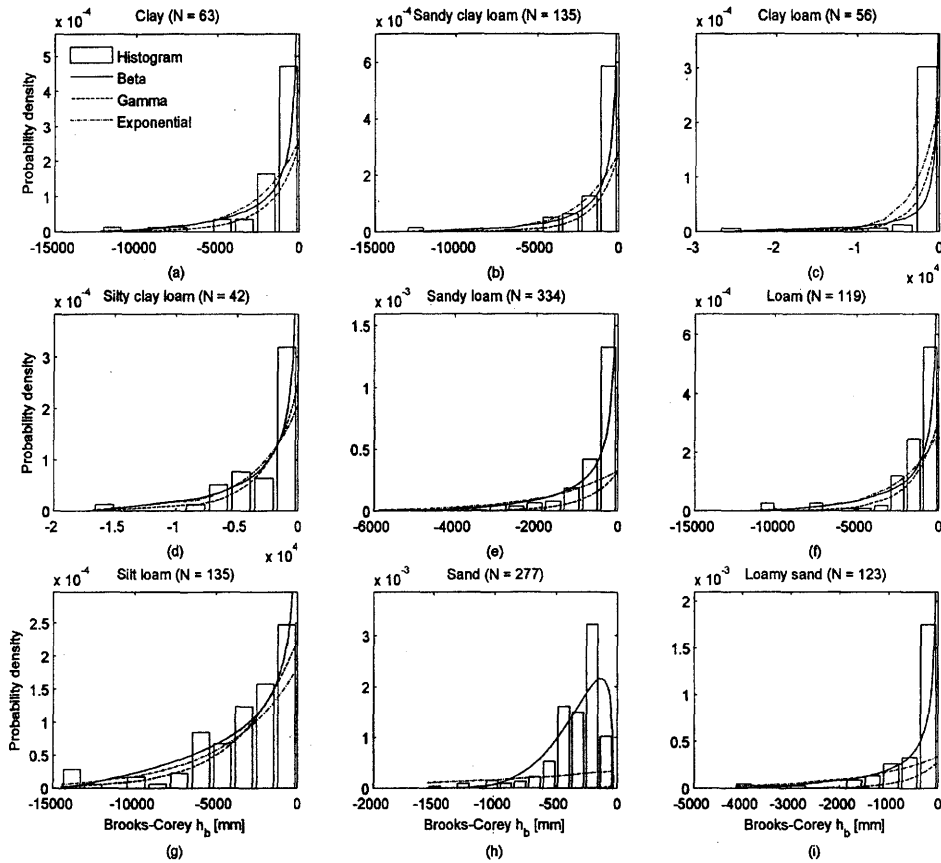 x 10⁻⁴ Clay (N = 63)
5
4
3
2
1
0
Probability density
Histogram
Beta
Gamma
Exponential
-15000 -10000 -5000 0
(a)
x 10⁻⁴ Sandy clay loam (N = 135)
6
4
2
0
-15000 -10000 -5000 0
(b)
x 10⁻⁴ Clay loam (N = 56)
4
3
2
1
0
-3 -2 -1 0
x 10⁴
(c)
x 10⁻⁴ Silty clay loam (N = 42)
3
2
1
0
Probability density
-2 -1.5 -1 -0.5 0
x 10⁴
(d)
x 10⁻³ Sandy loam (N = 334)
1.5
1
0.5
0
-6000 -4000 -2000 0
(e)
x 10⁻⁴ Loam (N = 119)
6
4
2
0
-15000 -10000 -5000 0
(f)
x 10⁻⁴ Silt loam (N = 135)
2.5
2
1.5
1
0.5
0
Probability density
-15000 -10000 -5000 0
Brooks-Corey h_b [mm]
(g)
x 10⁻³ Sand (N = 277)
3
2
1
0
-2000 -1500 -1000 -500 0
Brooks-Corey h_b [mm]
(h)
x 10⁻³ Loamy sand (N = 123)
2
1.5
1
0.5
0
-5000 -4000 -3000 -2000 -1000 0
Brooks-Corey h_b [mm]
(i)